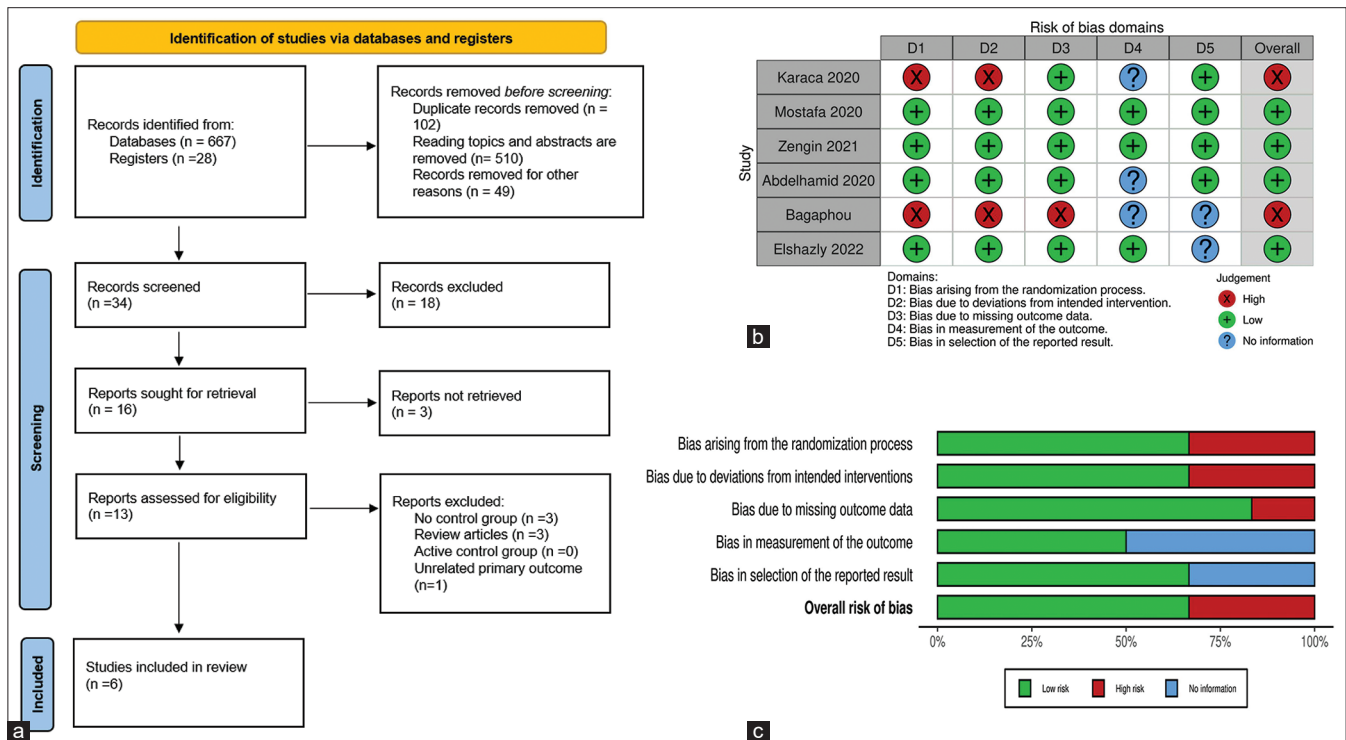 Identification of studies via databases and registers
Identification
Records identified from:
Databases (n = 667)
Registers (n =28)
Records removed before screening:
Duplicate records removed (n =
102)
Reading topics and abstracts are
removed (n= 510)
Records removed for other
reasons (n = 49)
Screening
Records screened
(n =34)
Records excluded
(n = 18)
Reports sought for retrieval
(n = 16)
Reports not retrieved
(n = 3)
Reports assessed for eligibility
(n =13)
Reports excluded:
No control group (n =3)
Review articles (n =3)
Active control group (n =0)
Unrelated primary outcome
(n=1)
Included
Studies included in review
(n =6)
a
Risk of bias domains
D1 D2 D3 D4 D5 Overall
Study
Karaca 2020 X X + ? + X
Mostafa 2020 + + + + + +
Zengin 2021 + + + + + +
Abdelhamid 2020 + + + ? + +
Bagaphou X X X ? ? X
Elshazly 2022 + + + + ? +
Domains:
D1: Bias arising from the randomization process.
D2: Bias due to deviations from intended intervention.
D3: Bias due to missing outcome data.
D4: Bias in measurement of the outcome.
D5: Bias in selection of the reported result.
Judgement
X High
+ Low
? No information
b
Bias arising from the randomization process
Bias due to deviations from intended interventions
Bias due to missing outcome data
Bias in measurement of the outcome
Bias in selection of the reported result
Overall risk of bias
0% 25% 50% 75% 100%
Low risk High risk No information
c